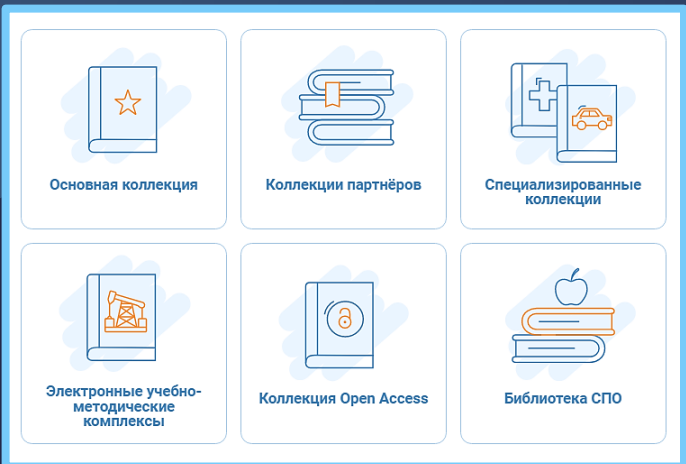 Основная коллекция
Коллекции партнёров
Специализированные
коллекции
Электронные учебно-
методические
комплексы
Коллекция Open Access
Библиотека СПО